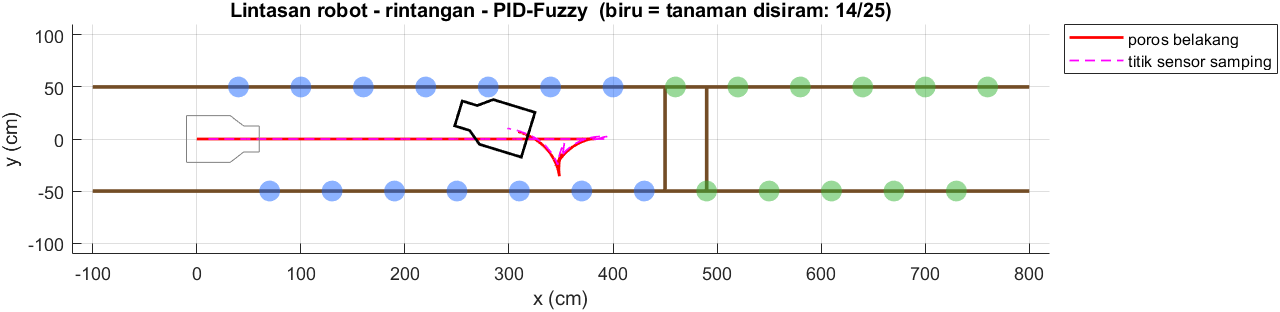 Lintasan robot - rintangan - PID-Fuzzy (biru = tanaman disiram: 14/25)
poros belakang
titik sensor samping
y (cm)
100
50
0
-50
-100
-100 0 100 200 300 400 500 600 700 800
x (cm)